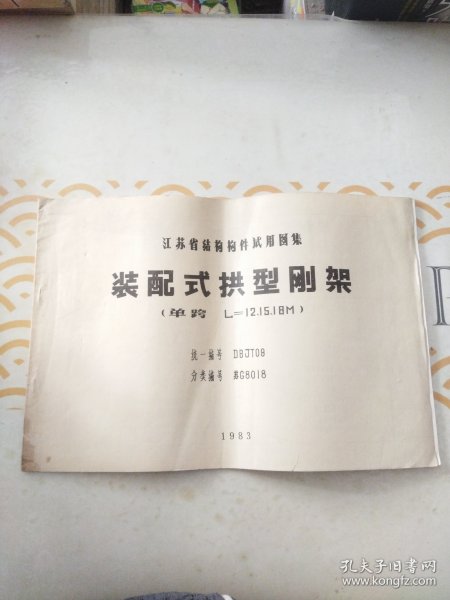 江苏省结构构件试用图集
装配式拱型刚架
(单跨 L=12.15.18M)
统一编号 DBJT08
分类编号 苏G8018
1983
孔夫子旧书网
www.kongfz.com